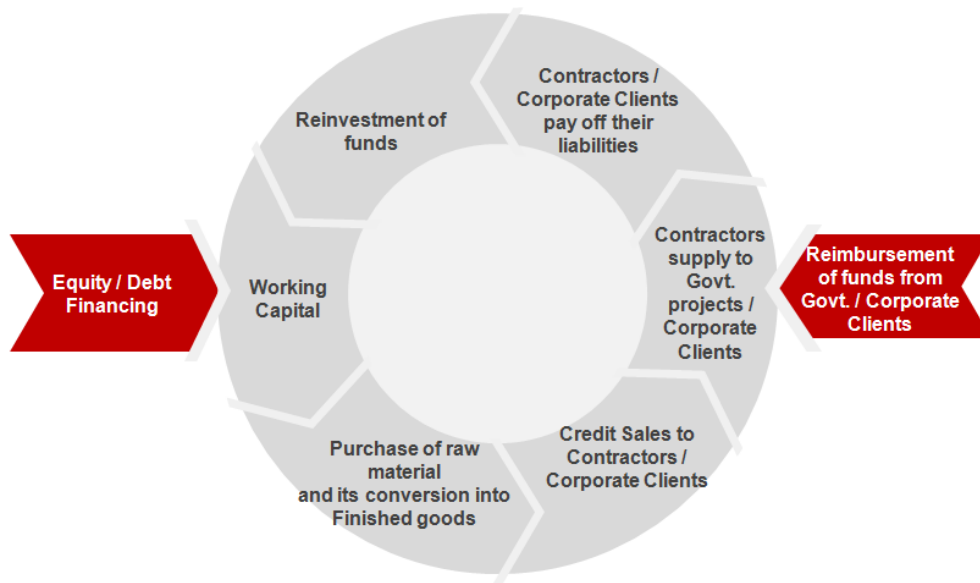 Contractors /
Corporate Clients
pay off their
liabilities
Reinvestment of
funds
Equity / Debt
Financing
Working
Capital
Contractors
supply to
Govt.
projects /
Corporate
Clients
Reimbursement
of funds from
Govt. / Corporate
Clients
Purchase of raw
material
and its conversion into
Finished goods
Credit Sales to
Contractors /
Corporate Clients